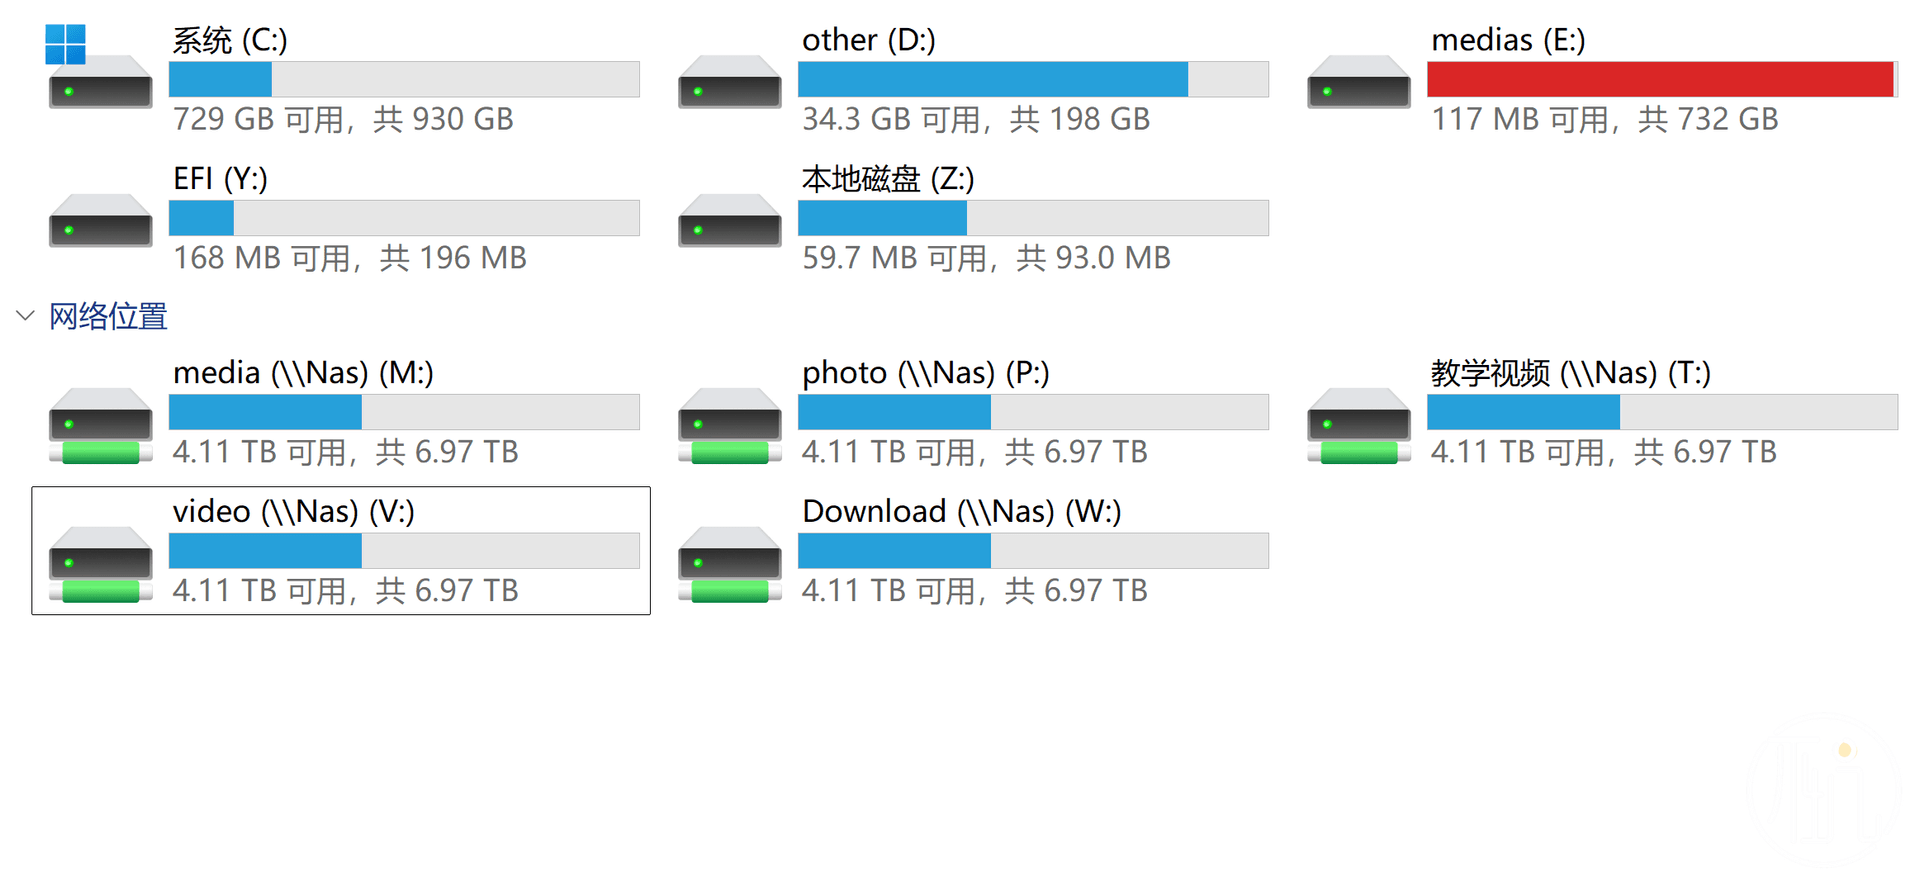 系统 (C:)
729 GB 可用，共 930 GB
other (D:)
34.3 GB 可用，共 198 GB
medias (E:)
117 MB 可用，共 732 GB
EFI (Y:)
168 MB 可用，共 196 MB
本地磁盘 (Z:)
59.7 MB 可用，共 93.0 MB
网络位置
media (\\Nas) (M:)
4.11 TB 可用，共 6.97 TB
photo (\\Nas) (P:)
4.11 TB 可用，共 6.97 TB
教学视频 (\\Nas) (T:)
4.11 TB 可用，共 6.97 TB
video (\\Nas) (V:)
4.11 TB 可用，共 6.97 TB
Download (\\Nas) (W:)
4.11 TB 可用，共 6.97 TB